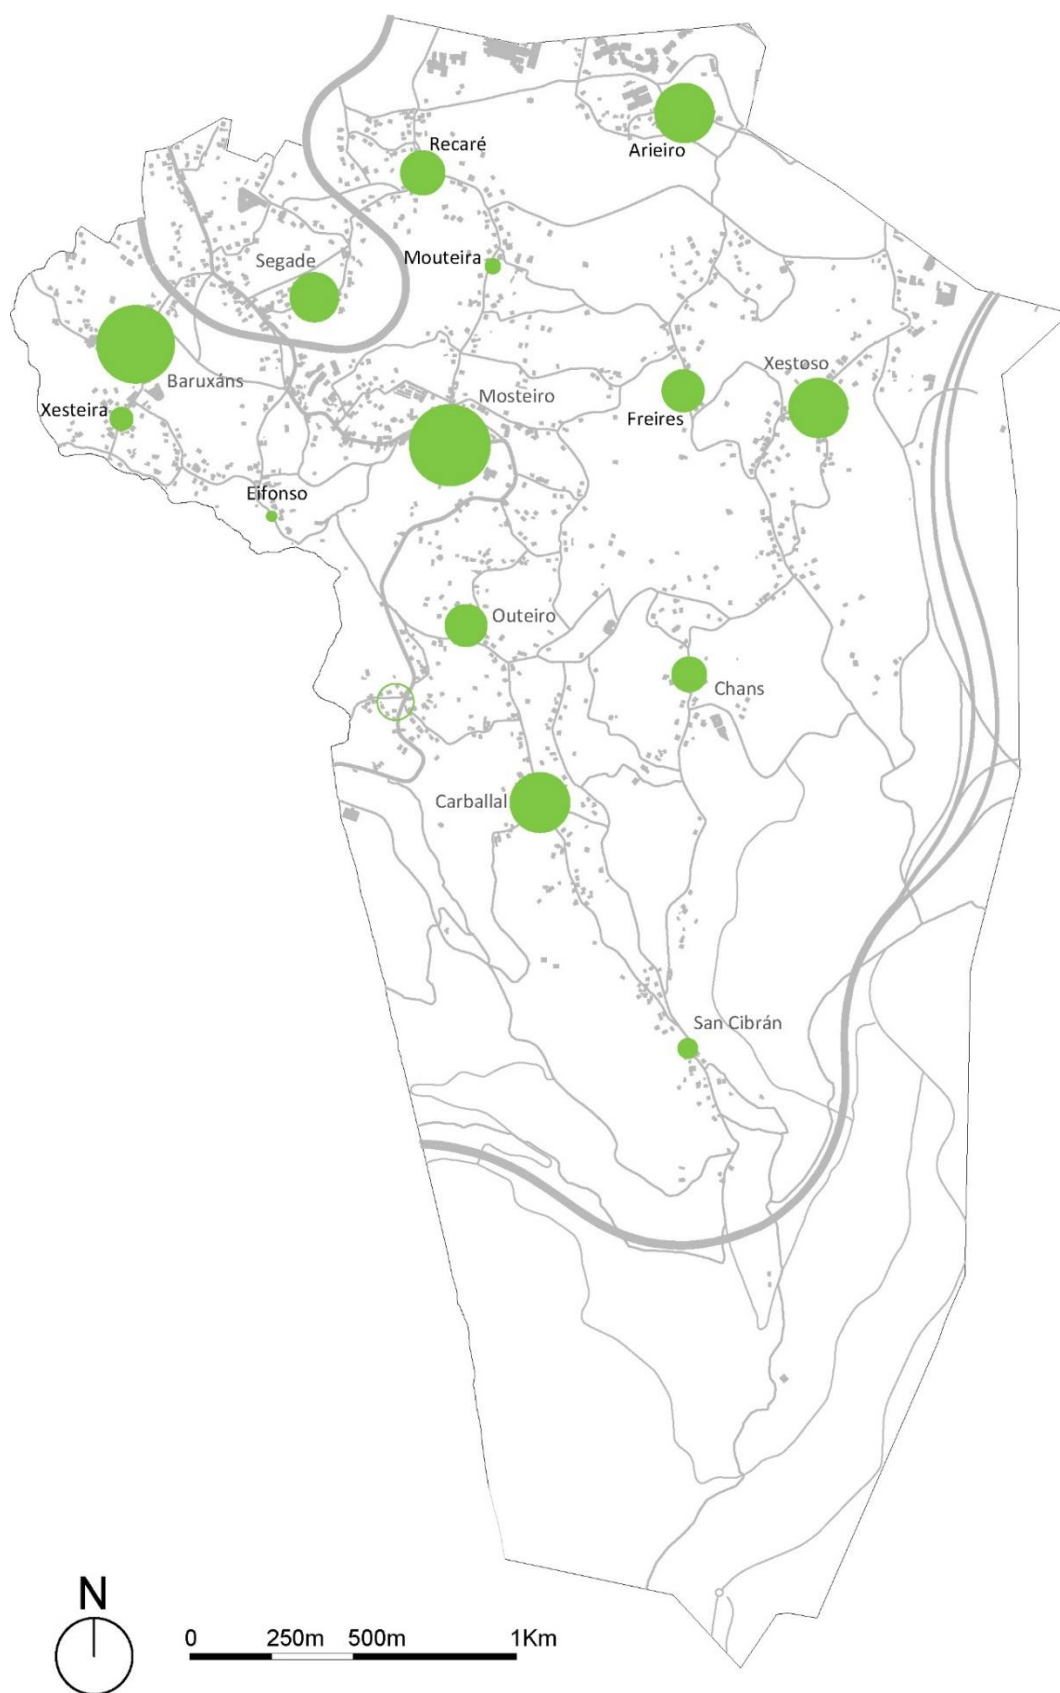 Arieiro
Recaré
Mouteira
Segade
Baruxáns
Xestoso
Mosteiro
Xesteira
Freires
Eifonso
Outeiro
Chans
Carballal
San Cibrán
N
0 250m 500m 1Km